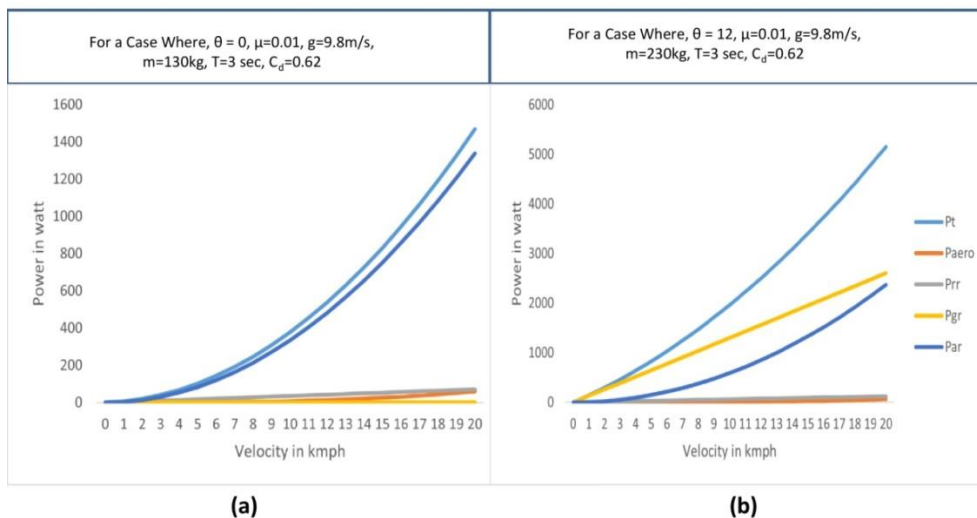 For a Case Where, θ = 0, μ=0.01, g=9.8m/s,
m=130kg, T=3 sec, Cd=0.62
For a Case Where, θ = 12, μ=0.01, g=9.8m/s,
m=230kg, T=3 sec, Cd=0.62
1600
1400
1200
1000
800
600
400
200
0
Power in watt
0 1 2 3 4 5 6 7 8 9 10 11 12 13 14 15 16 17 18 19 20
Velocity in kmph
6000
5000
4000
3000
2000
1000
0
Power in watt
0 1 2 3 4 5 6 7 8 9 10 11 12 13 14 15 16 17 18 19 20
Velocity in kmph
Pt
Paero
Prr
Pgr
Par
(a)
(b)